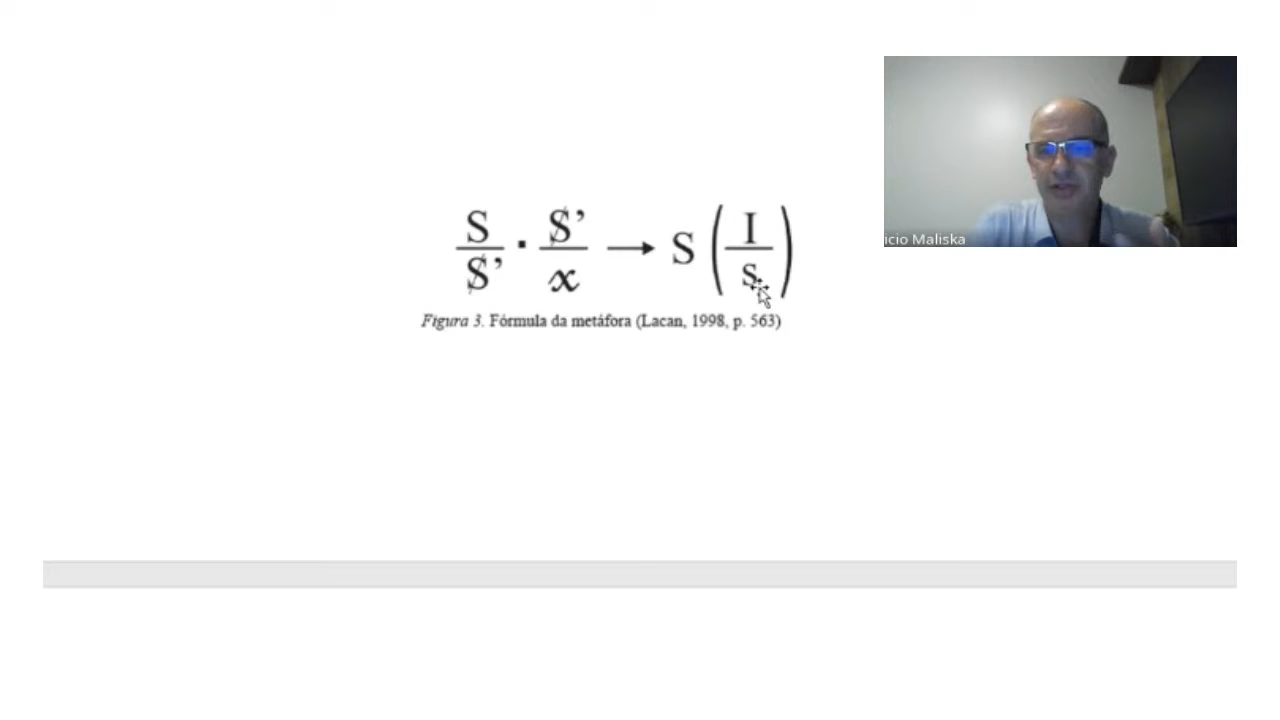 icio Maliska
S/$’ · $’/x → S (I/s)
Figura 3. Fórmula da metáfora (Lacan, 1998, p. 563)